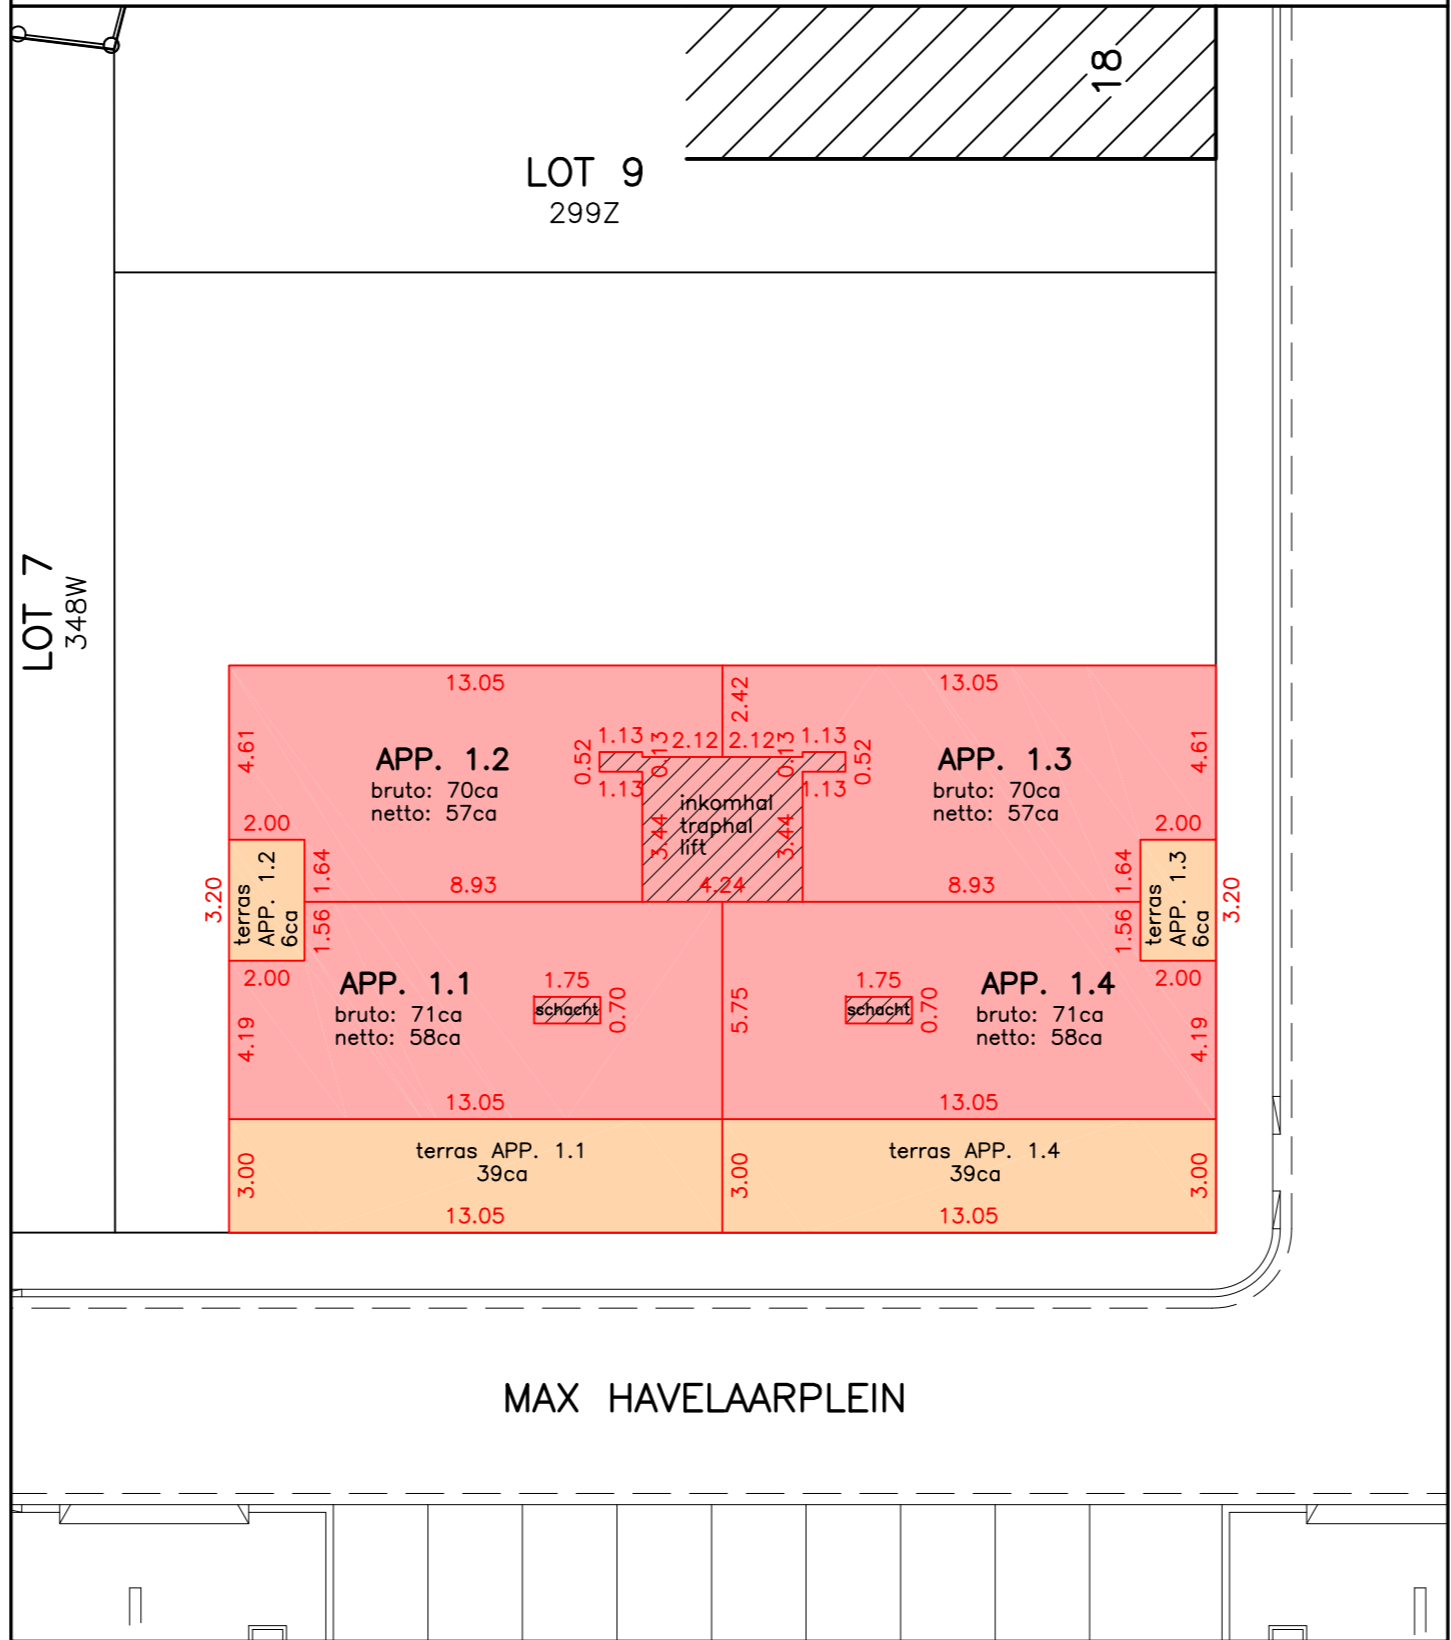 18
LOT 9
299Z
LOT 7
348W
13.05
13.05
2.42
4.61
4.61
APP. 1.2
bruto: 70ca
netto: 57ca
APP. 1.3
bruto: 70ca
netto: 57ca
1.13
0.13
2.12
2.12
0.13
1.13
0.52
0.52
1.13
1.13
inkomhal
traphal
lift
3.44
3.44
2.00
2.00
3.20
terras
APP. 1.2
6ca
1.64
8.93
4.24
8.93
1.64
terras
APP. 1.3
6ca
3.20
1.56
1.56
2.00
2.00
APP. 1.1
bruto: 71ca
netto: 58ca
1.75
schacht
0.70
5.75
1.75
schacht
0.70
APP. 1.4
bruto: 71ca
netto: 58ca
4.19
4.19
13.05
13.05
3.00
terras APP. 1.1
39ca
3.00
terras APP. 1.4
39ca
3.00
13.05
13.05
MAX HAVELAARPLEIN